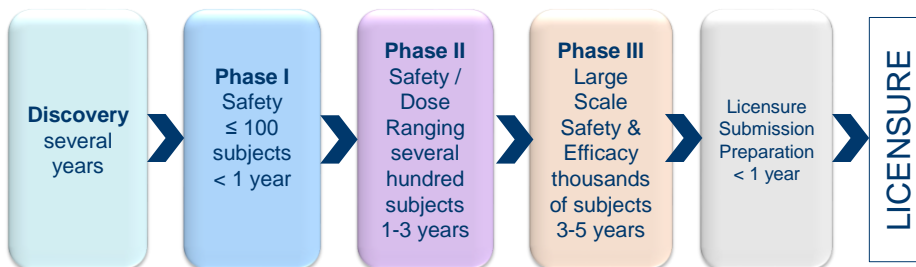 Discovery
several
years
Phase I
Safety
≤ 100
subjects
< 1 year
Phase II
Safety /
Dose
Ranging
several
hundred
subjects
1-3 years
Phase III
Large
Scale
Safety &
Efficacy
thousands
of subjects
3-5 years
Licensure
Submission
Preparation
< 1 year
LICENSURE